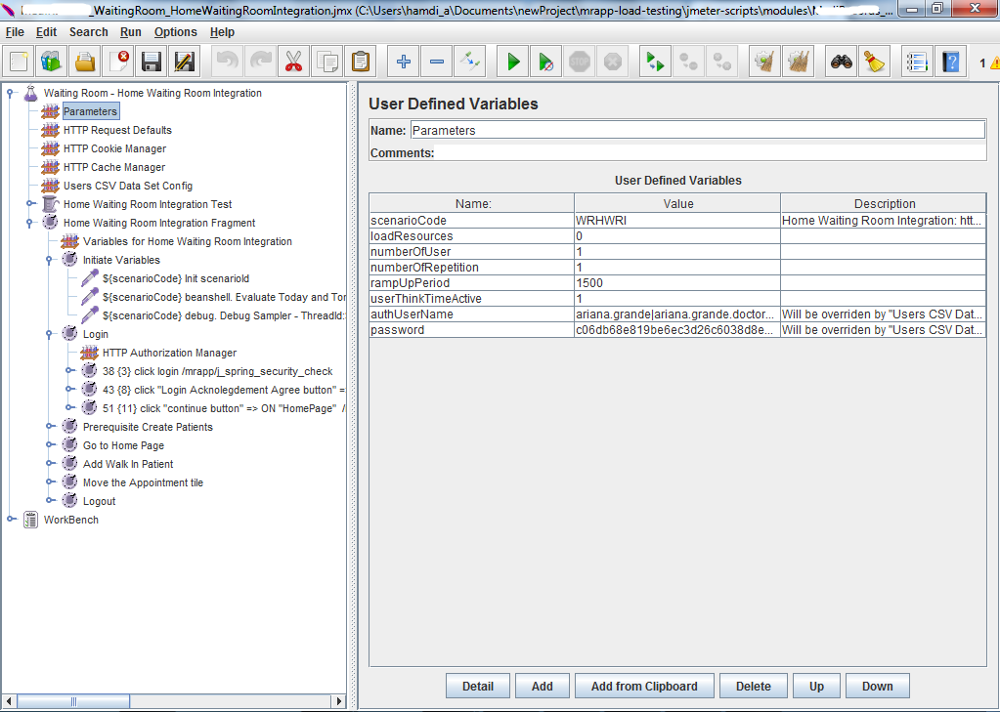 _WaitingRoom_HomeWaitingRoomIntegration.jmx (C:\Users\hamdi_a\Documents\newProject\mrapp-load-testing\jmeter-scripts\modules\
File Edit Search Run Options Help
STOP
1
Waiting Room - Home Waiting Room Integration
Parameters
HTTP Request Defaults
HTTP Cookie Manager
HTTP Cache Manager
Users CSV Data Set Config
Home Waiting Room Integration Test
Home Waiting Room Integration Fragment
Variables for Home Waiting Room Integration
Initiate Variables
${scenarioCode} Init scenarioId
${scenarioCode} beanshell. Evaluate Today and Tor
${scenarioCode} debug. Debug Sampler - ThreadId:
Login
HTTP Authorization Manager
38 {3} click login /mrapp/j_spring_security_check
43 {8} click "Login Acknolegdement Agree button" =
51 {11} click "continue button" => ON "HomePage" /
Prerequisite Create Patients
Go to Home Page
Add Walk In Patient
Move the Appointment tile
Logout
WorkBench
User Defined Variables
Name: Parameters
Comments:
User Defined Variables
Name: Value Description
scenarioCode WRHWRI Home Waiting Room Integration: htt...
loadResources 0
numberOfUser 1
numberOfRepetition 1
rampUpPeriod 1500
userThinkTimeActive 1
authUserName ariana.grande|ariana.grande.doctor... Will be overriden by "Users CSV Dat...
password c06db68e819be6ec3d26c6038d8e... Will be overriden by "Users CSV Dat...
Detail Add Add from Clipboard Delete Up Down